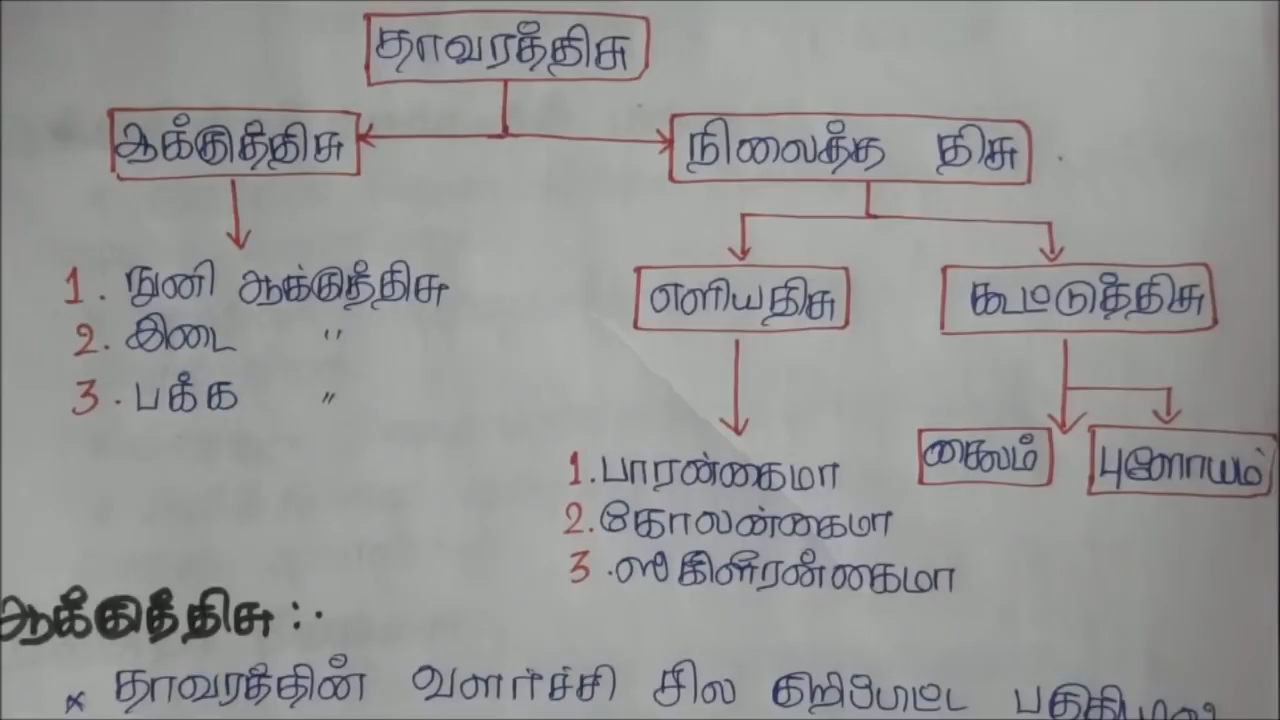 தாவரத்திசு
ஆக்குத்திசு
நிலைத்த திசு
1. நுனி ஆக்குத்திசு
2. இடை "
3. பக்க "
எளியதிசு
கூட்டுத்திசு
சைலம்
புளோயம்
1. பாரன்கைமா
2. கோலன்கைமா
3. ஸ்கிளீரன்கைமா
ஆக்குத்திசு :.
* தாவரத்தின் வளர்ச்சி சில குறிப்பிட்ட